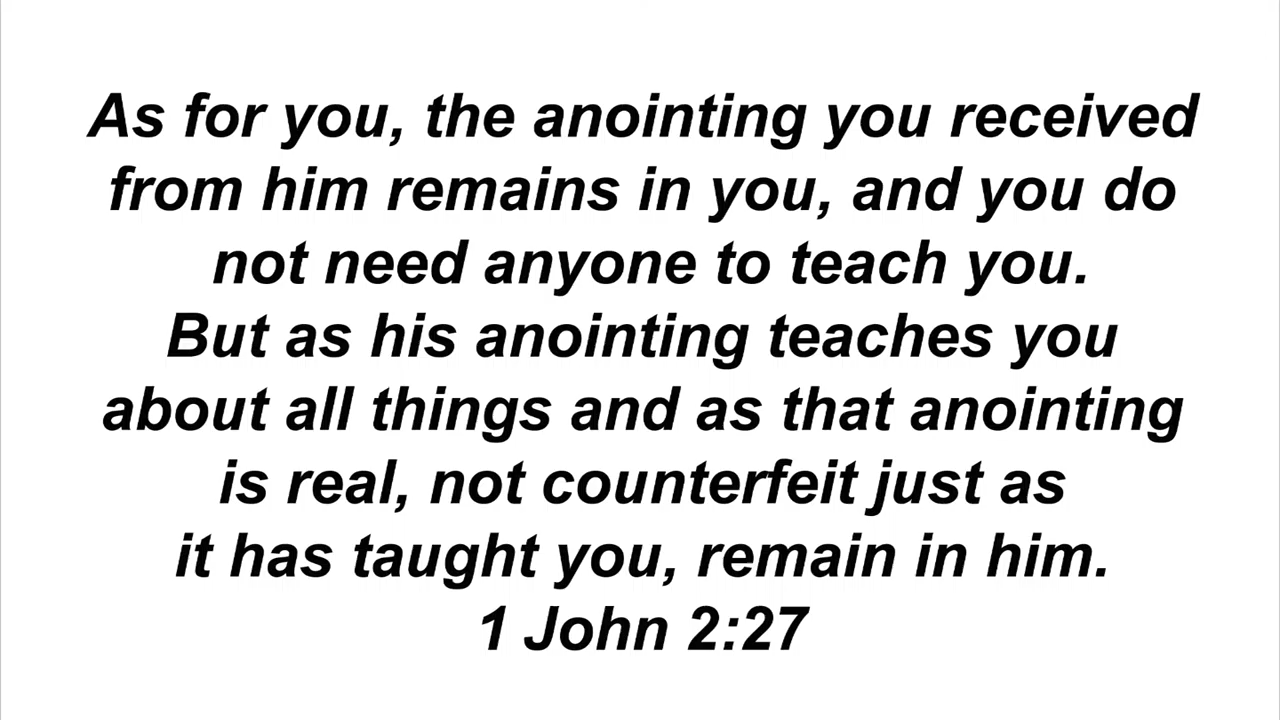 As for you, the anointing you received
from him remains in you, and you do
not need anyone to teach you.
But as his anointing teaches you
about all things and as that anointing
is real, not counterfeit just as
it has taught you, remain in him.
1 John 2:27